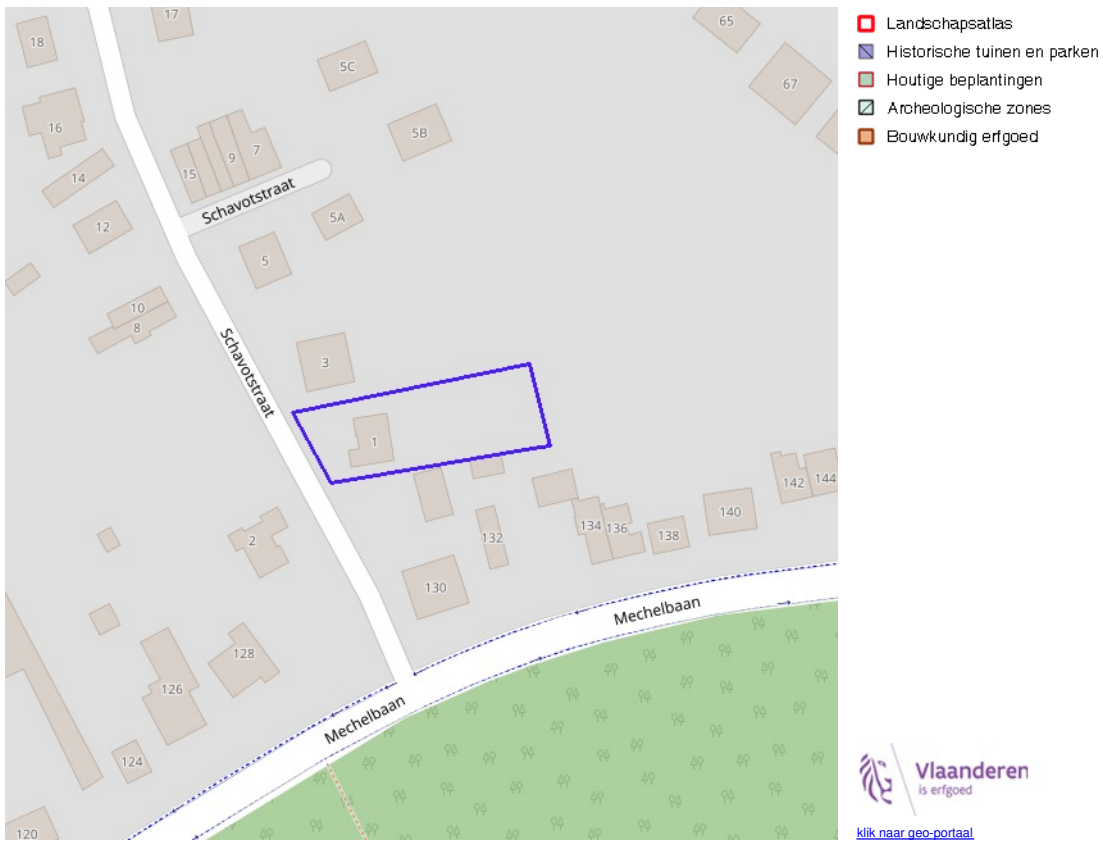 18
17
65
5C
67
16
5B
9
7
15
14
Schavotstraat
5A
12
5
10
8
Schavotstraat
3
1
142
144
134
136
140
132
138
2
130
Mechelbaan
128
126
Mechelbaan
124
120
Landschapsatlas
Historische tuinen en parken
Houtige beplantingen
Archeologische zones
Bouwkundig erfgoed
Vlaanderen
is erfgoed
klik naar geo-portaal